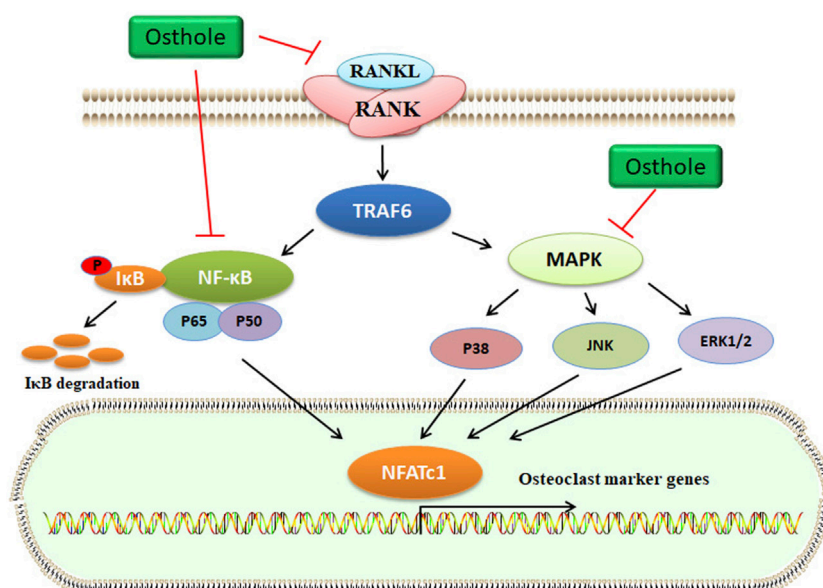 Osthole
RANKL
RANK
Osthole
TRAF6
MAPK
P
IκB
NF-κB
P65
P50
P38
JNK
ERK1/2
IκB degradation
NFATc1
Osteoclast marker genes